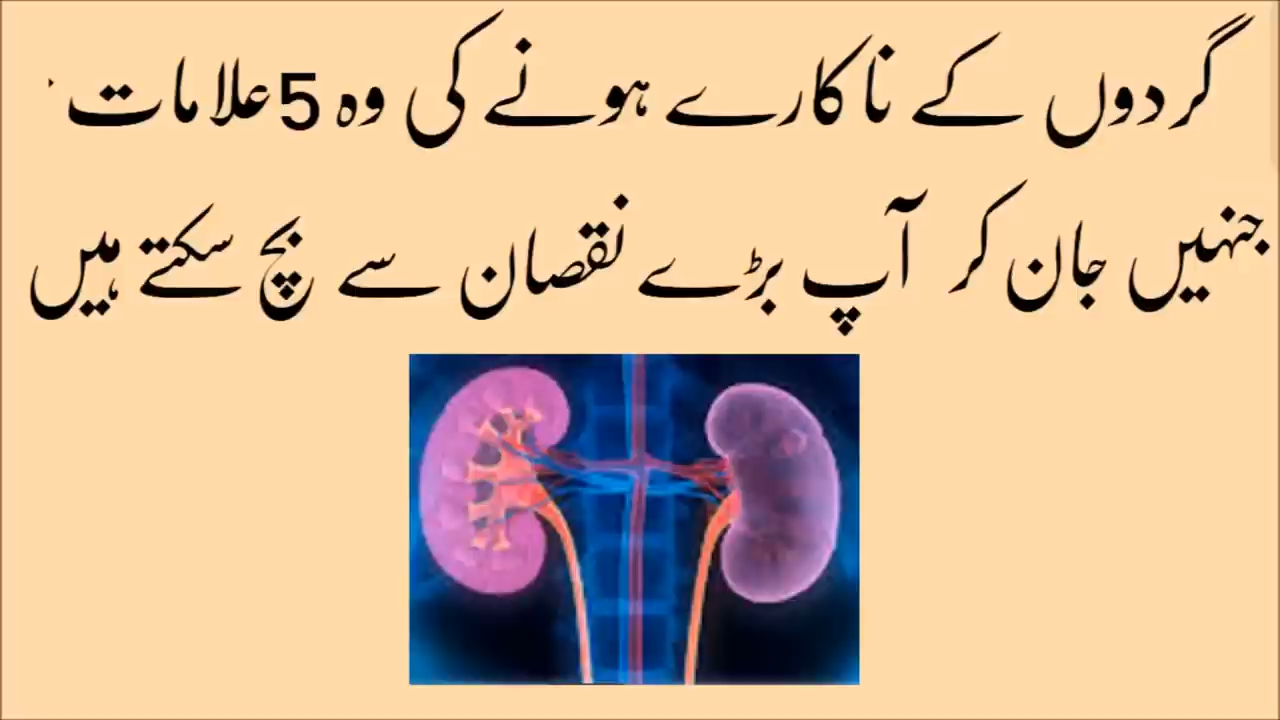 گردوں کے ناکارے ہونے کی وہ 5 علامات
جنہیں جان کر آپ بڑے نقصان سے بچ سکتے ہیں